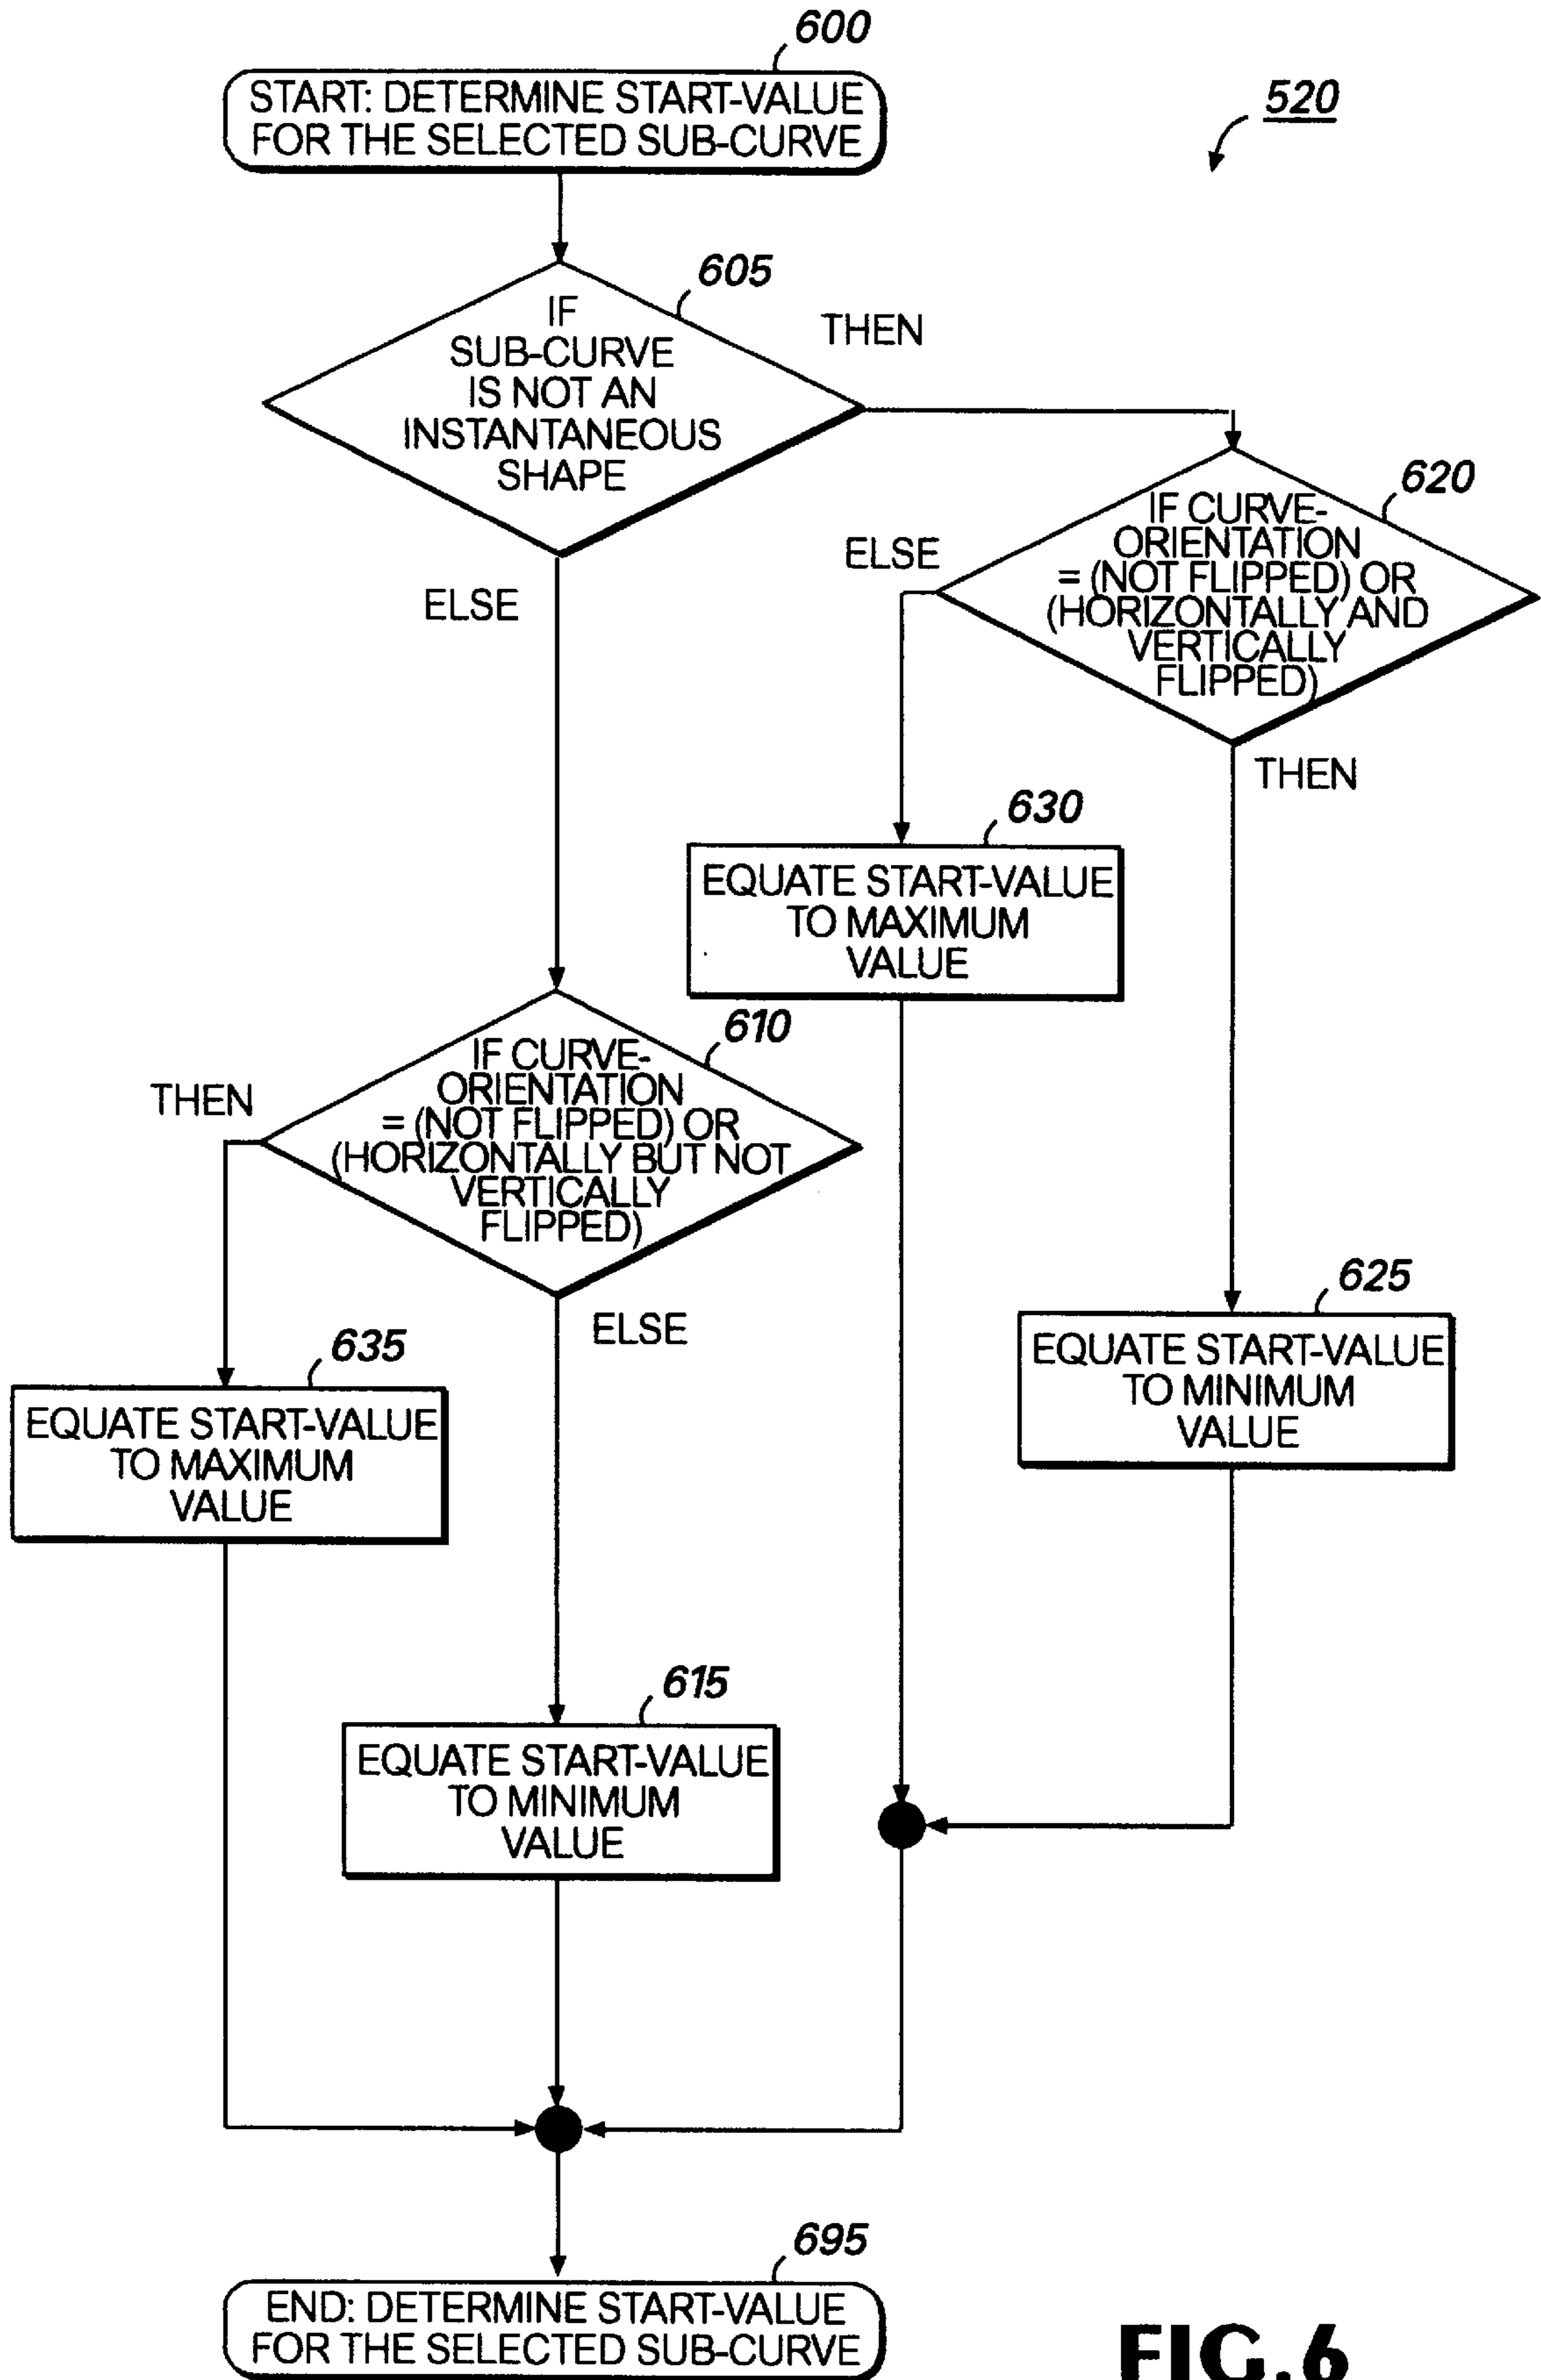 600
START: DETERMINE START-VALUE
FOR THE SELECTED SUB-CURVE
520
605
IF
SUB-CURVE
IS NOT AN
INSTANTANEOUS
SHAPE
THEN
ELSE
620
IF CURVE-
ORIENTATION
= (NOT FLIPPED) OR
(HORIZONTALLY AND
VERTICALLY
FLIPPED)
ELSE
THEN
630
EQUATE START-VALUE
TO MAXIMUM
VALUE
610
IF CURVE-
ORIENTATION
= (NOT FLIPPED) OR
(HORIZONTALLY BUT NOT
VERTICALLY
FLIPPED)
THEN
ELSE
625
EQUATE START-VALUE
TO MINIMUM
VALUE
635
EQUATE START-VALUE
TO MAXIMUM
VALUE
615
EQUATE START-VALUE
TO MINIMUM
VALUE
695
END: DETERMINE START-VALUE
FOR THE SELECTED SUB-CURVE
FIG.6